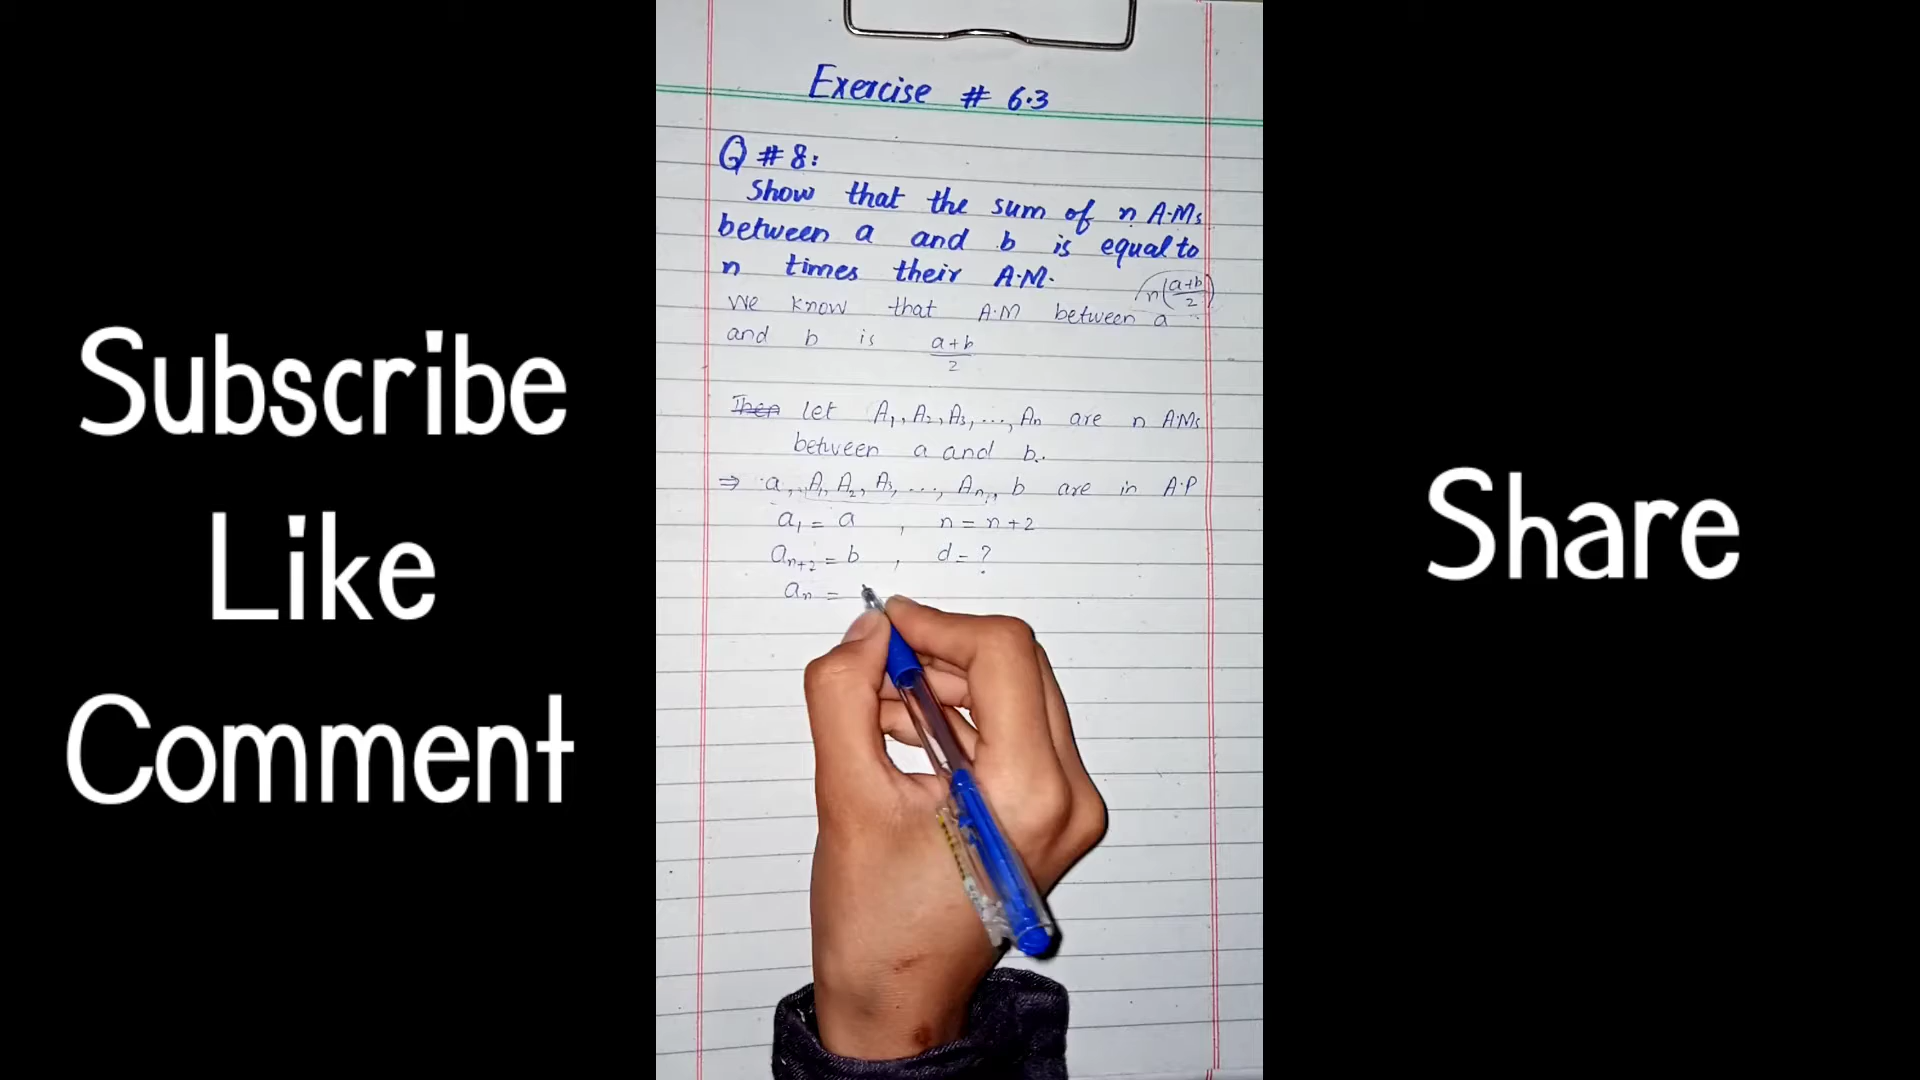 Subscribe
Like
Comment
Exercise # 6.3
Q # 8:
Show that the sum of n A.Ms
between a and b is equal to
n times their A.M.
n(a+b/2)
We know that A.M between a
and b is a+b/2
Then let A₁, A₂, A₃, ..., An are n A.Ms
between a and b.
⇒ a, A₁, A₂, A₃, ..., An, b are in A.P
a₁ = a , n = n+2
aₙ₊₂ = b , d = ?
aₙ =
Share